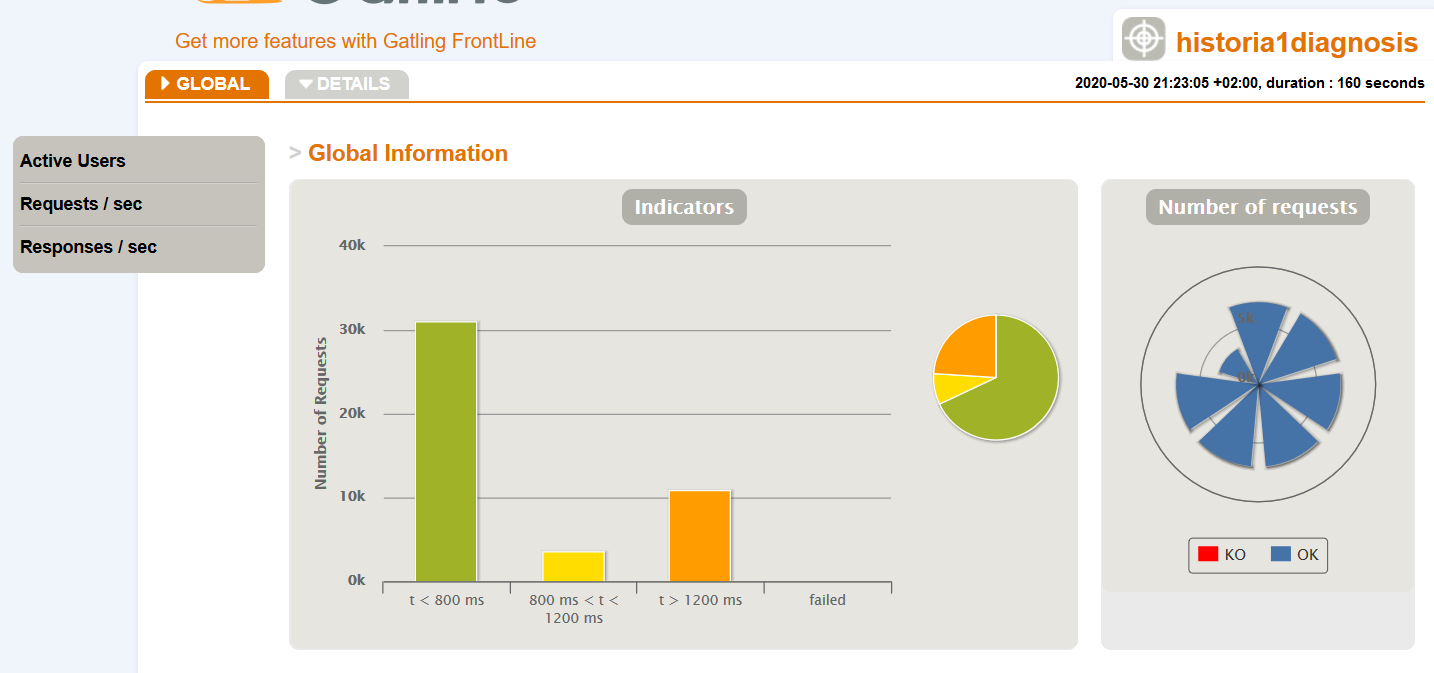 Get more features with Gatling FrontLine
historia1diagnosis
GLOBAL
DETAILS
2020-05-30 21:23:05 +02:00, duration : 160 seconds
Active Users
Requests / sec
Responses / sec
> Global Information
Indicators
Number of Requests
40k
30k
20k
10k
0k
t < 800 ms
800 ms < t <
1200 ms
t > 1200 ms
failed
Number of requests
5k
0k
KO
OK